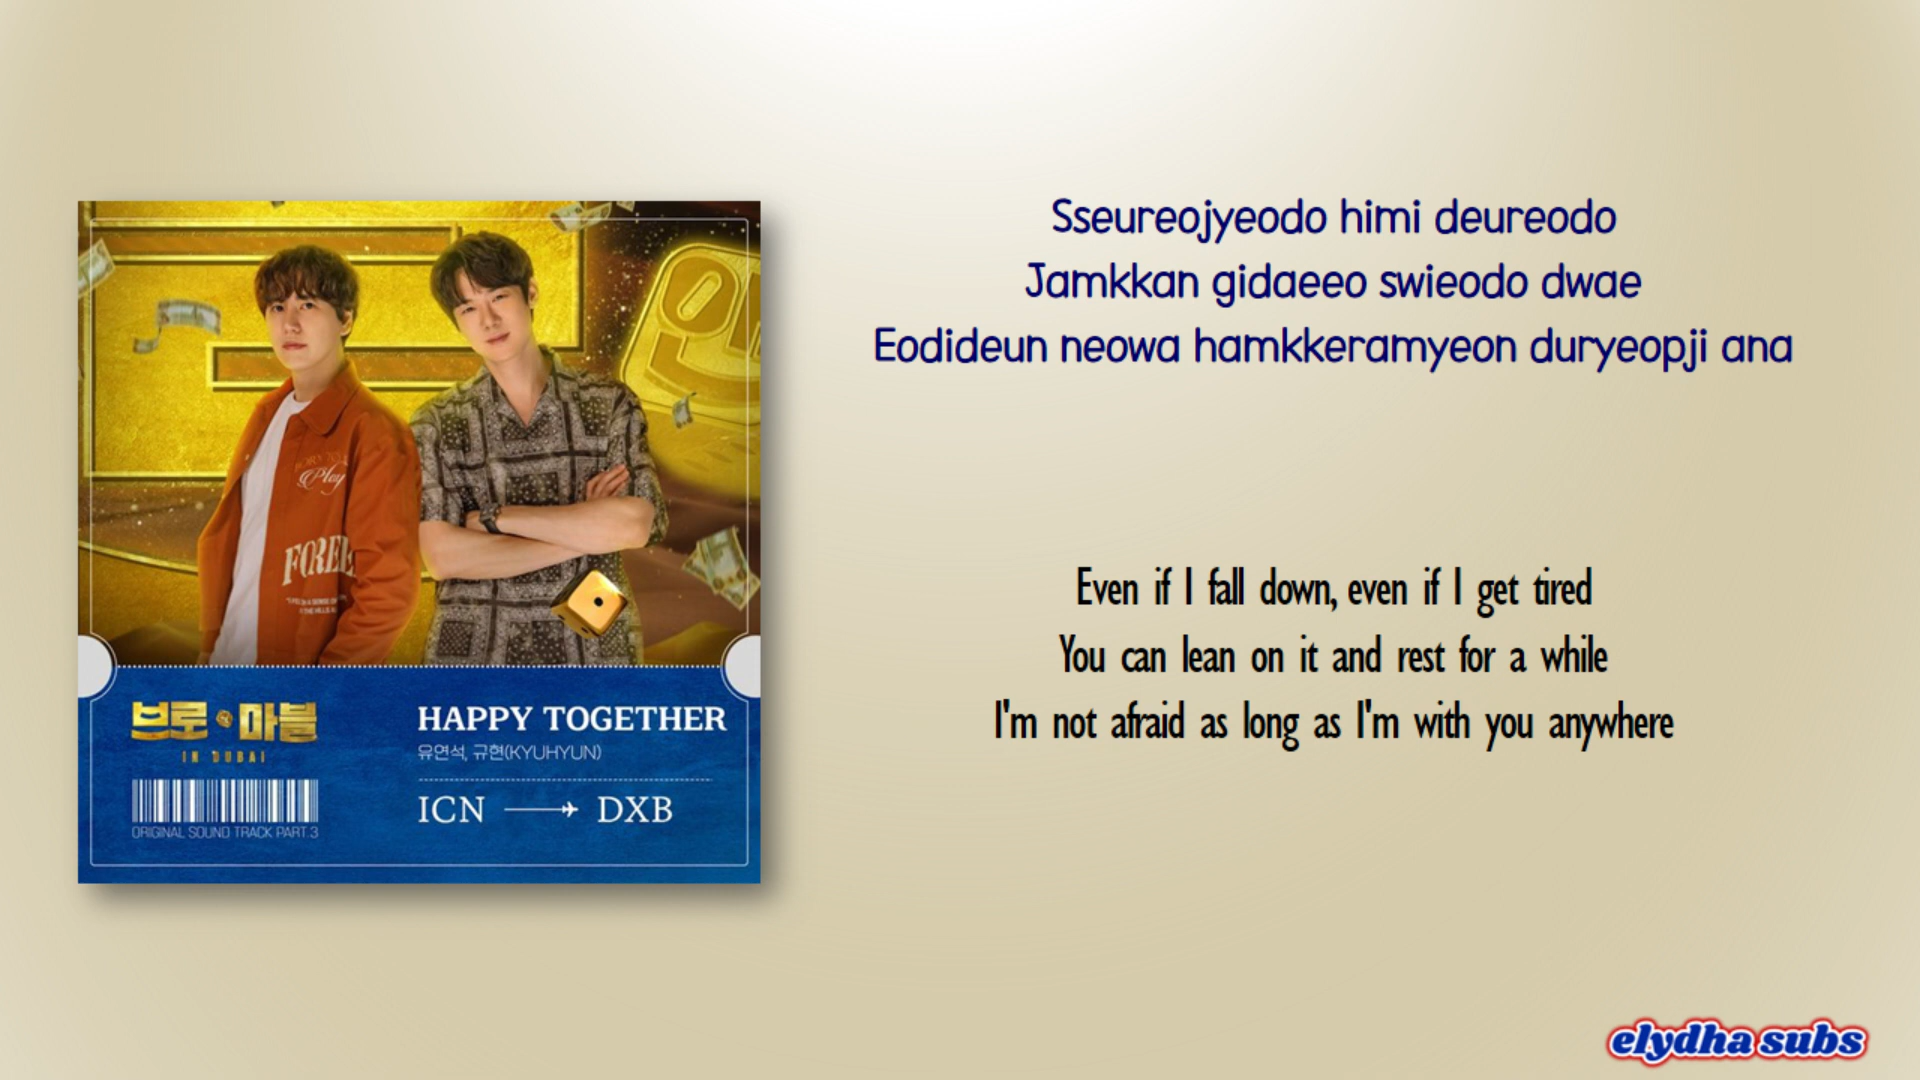 Sseureojyeodo himi deureodo
Jamkkan gidaeeo swieodo dwae
Eodideun neowa hamkkeramyeon duryeopji ana
Even if I fall down, even if I get tired
You can lean on it and rest for a while
I'm not afraid as long as I'm with you anywhere
Play
FOREE
브로 마블
IN DUBAI
ORIGINAL SOUND TRACK PART.3
HAPPY TOGETHER
유연석, 규현(KYUHYUN)
ICN DXB
elydha subs